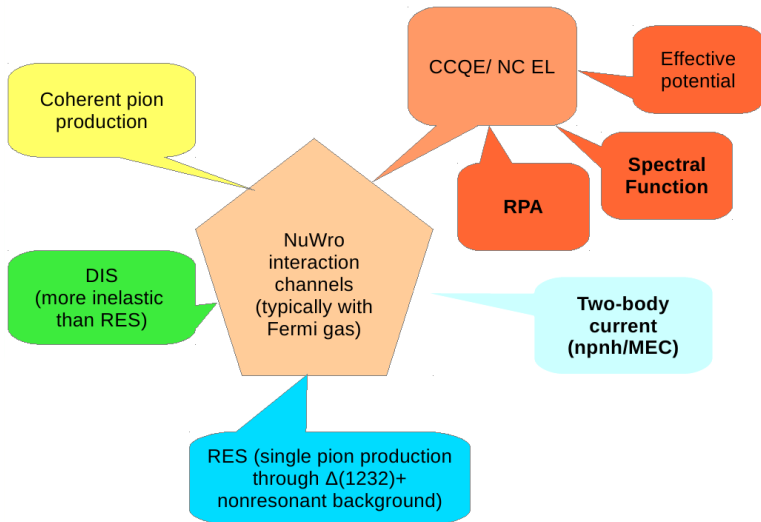 CCQE/ NC EL
Effective
potential
Coherent pion
production
Spectral
Function
RPA
NuWro
interaction
channels
(typically with
Fermi gas)
DIS
(more inelastic
than RES)
Two-body
current
(npnh/MEC)
RES (single pion production
through Δ(1232)+
nonresonant background)